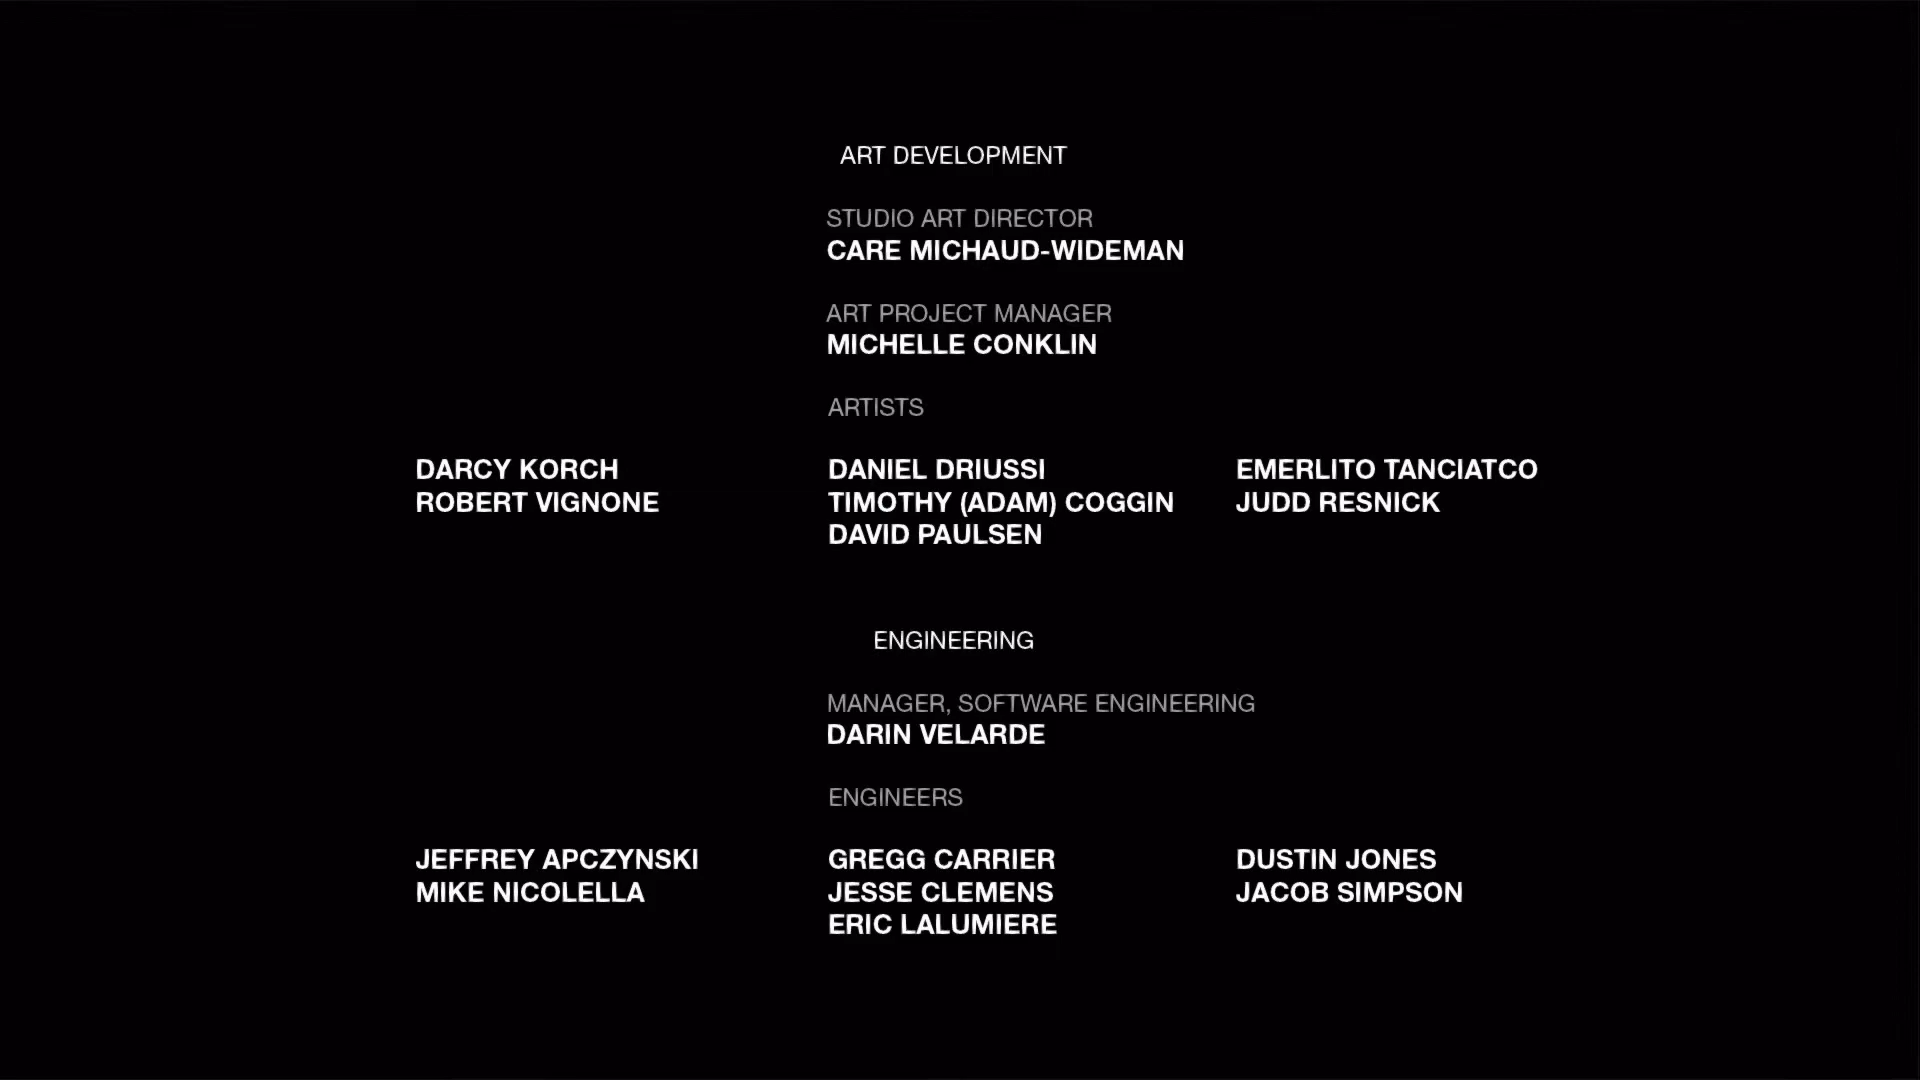 ART DEVELOPMENT
STUDIO ART DIRECTOR
CARE MICHAUD-WIDEMAN
ART PROJECT MANAGER
MICHELLE CONKLIN
ARTISTS
DARCY KORCH DANIEL DRIUSSI EMERLITO TANCIATCO
ROBERT VIGNONE TIMOTHY (ADAM) COGGIN JUDD RESNICK
DAVID PAULSEN
ENGINEERING
MANAGER, SOFTWARE ENGINEERING
DARIN VELARDE
ENGINEERS
JEFFREY APCZYNSKI GREGG CARRIER DUSTIN JONES
MIKE NICOLELLA JESSE CLEMENS JACOB SIMPSON
ERIC LALUMIERE